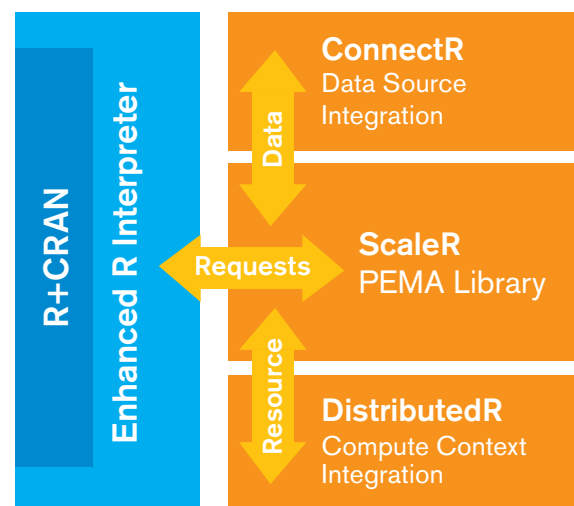 R+CRAN
Enhanced R Interpreter
ConnectR
Data Source
Integration
Data
Requests
ScaleR
PEMA Library
Resource
DistributedR
Compute Context
Integration